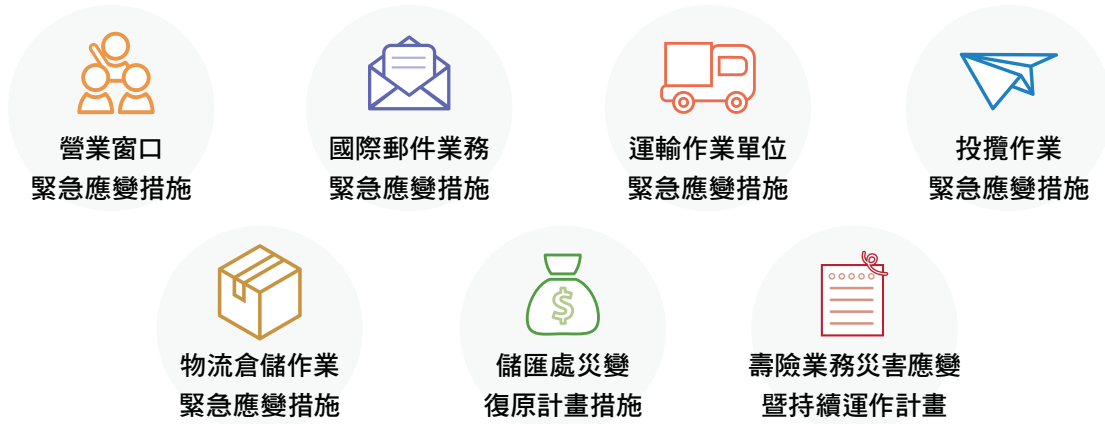 營業窗口
緊急應變措施
國際郵件業務
緊急應變措施
運輸作業單位
緊急應變措施
投攬作業
緊急應變措施
物流倉儲作業
緊急應變措施
$
儲匯處災變
復原計畫措施
壽險業務災害應變
暨持續運作計畫